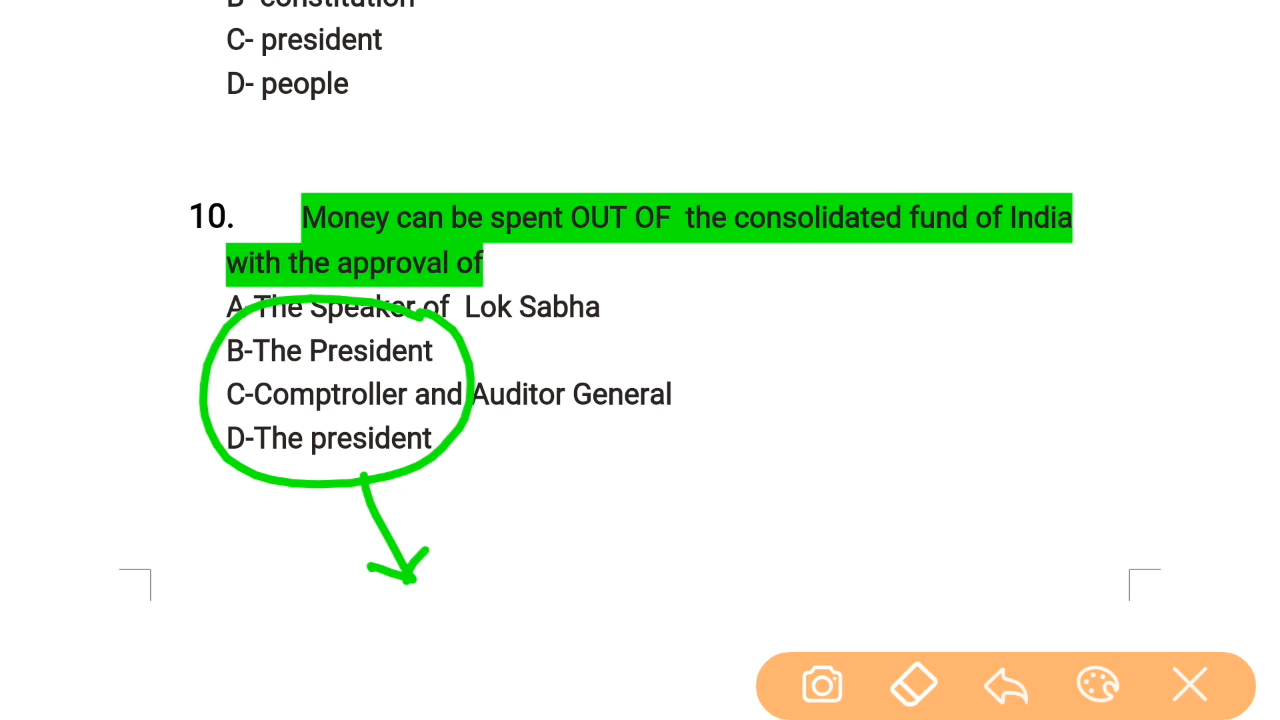 B- constitution
C- president
D- people
10. Money can be spent OUT OF the consolidated fund of India
with the approval of
A-The Speaker of Lok Sabha
B-The President
C-Comptroller and Auditor General
D-The president